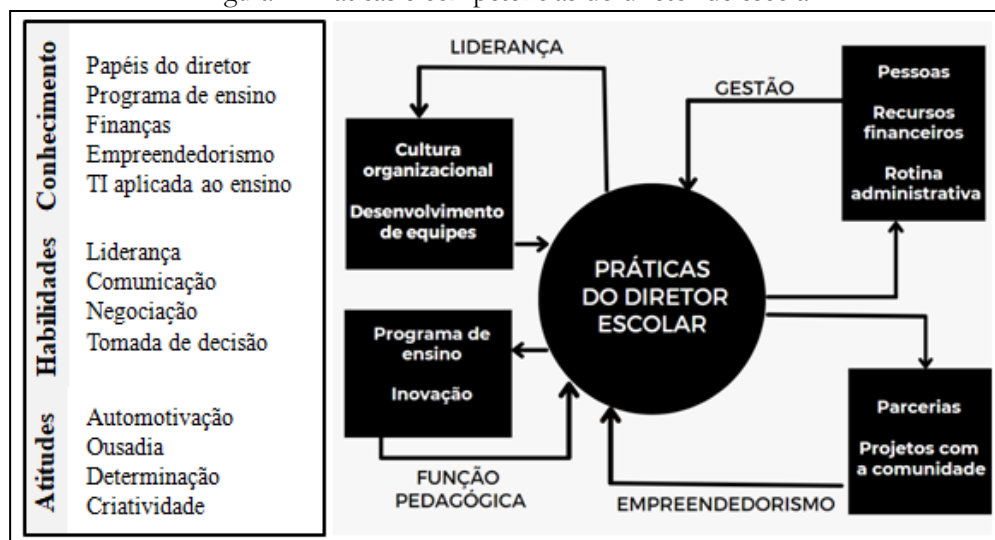 Conhecimento
Papéis do diretor
Programa de ensino
Finanças
Empreendedorismo
TI aplicada ao ensino
Habilidades
Liderança
Comunicação
Negociação
Tomada de decisão
Atitudes
Automotivação
Ousadia
Determinação
Criatividade
LIDERANÇA
Cultura
organizacional
Desenvolvimento
de equipes
GESTÃO
Pessoas
Recursos
financeiros
Rotina
administrativa
PRÁTICAS
DO DIRETOR
ESCOLAR
Programa de
ensino
Inovação
FUNÇÃO
PEDAGÓGICA
Parcerias
Projetos com
a comunidade
EMPREENDEDORISMO